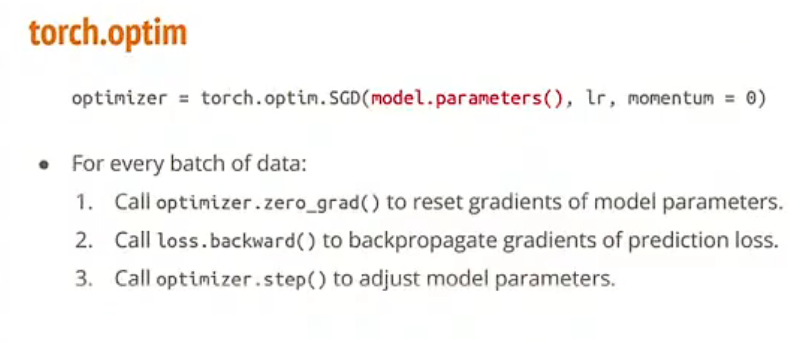 torch.optim
optimizer = torch.optim.SGD(model.parameters(), lr, momentum = 0)
• For every batch of data:
1. Call optimizer.zero_grad() to reset gradients of model parameters.
2. Call loss.backward() to backpropagate gradients of prediction loss.
3. Call optimizer.step() to adjust model parameters.